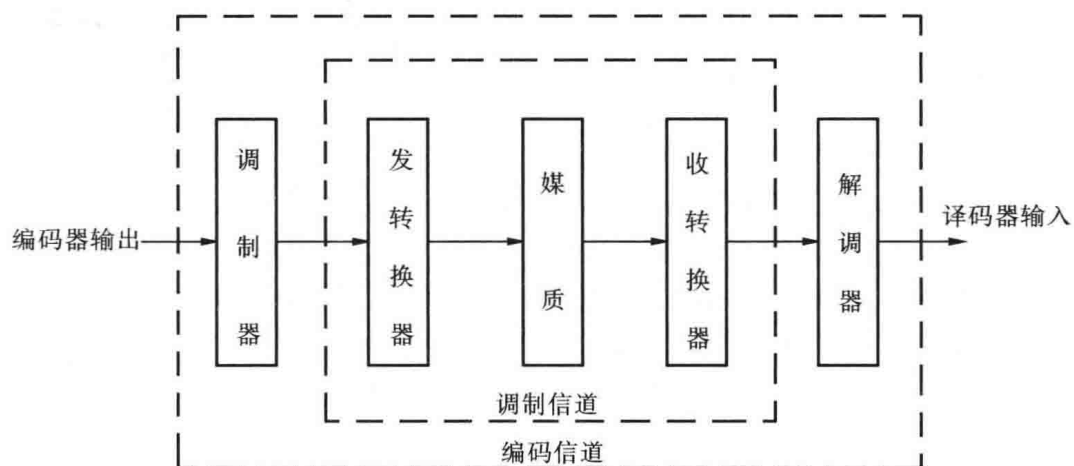 编码器输出
调制器
发转换器
媒质
收转换器
解调器
译码器输入
调制信道
编码信道